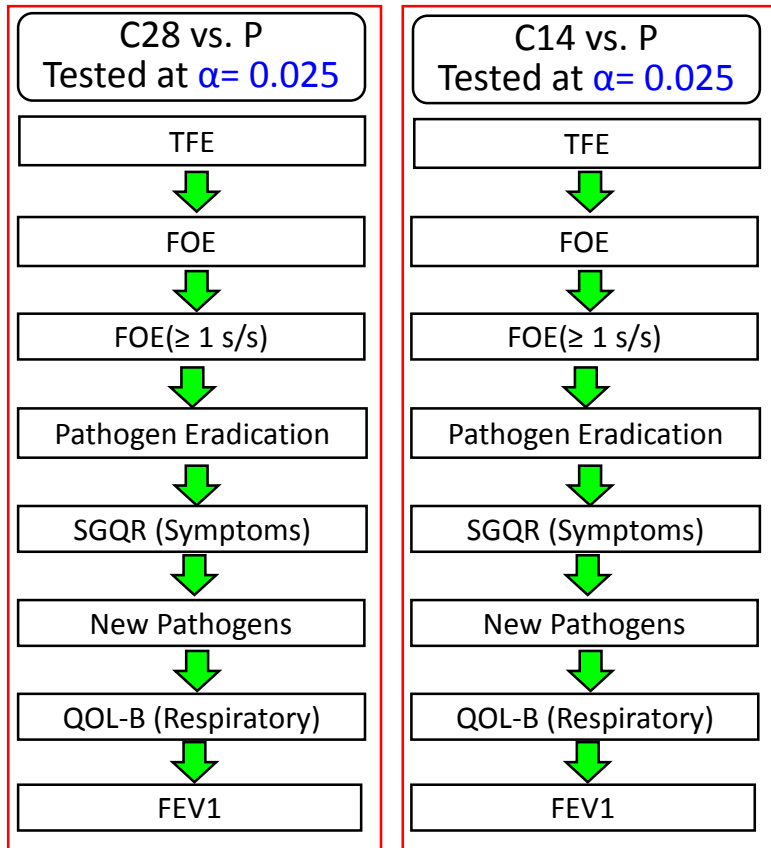 C28 vs. P
Tested at α= 0.025
TFE
FOE
FOE(≥ 1 s/s)
Pathogen Eradication
SGQR (Symptoms)
New Pathogens
QOL-B (Respiratory)
FEV1
C14 vs. P
Tested at α= 0.025
TFE
FOE
FOE(≥ 1 s/s)
Pathogen Eradication
SGQR (Symptoms)
New Pathogens
QOL-B (Respiratory)
FEV1